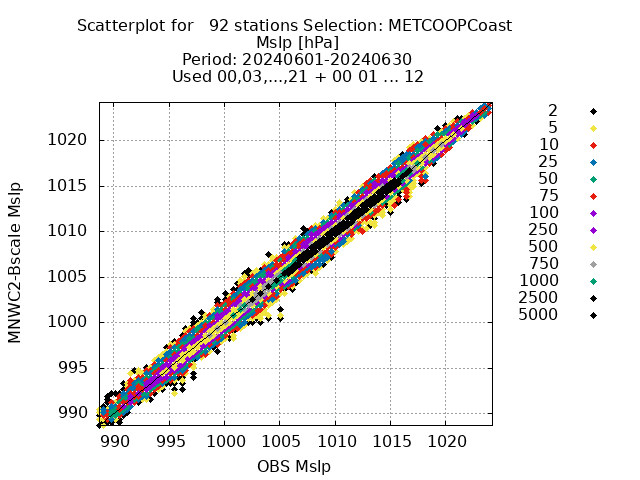 Scatterplot for   92 stations Selection: METCOOPCoast
Mslp [hPa]
Period: 20240601-20240630
Used 00,03,...,21 + 00 01 ... 12
MNWC2-Bscale Mslp
1020
1015
1010
1005
1000
995
990
990 995 1000 1005 1010 1015 1020
OBS Mslp
2
5
10
25
50
75
100
250
500
750
1000
2500
5000